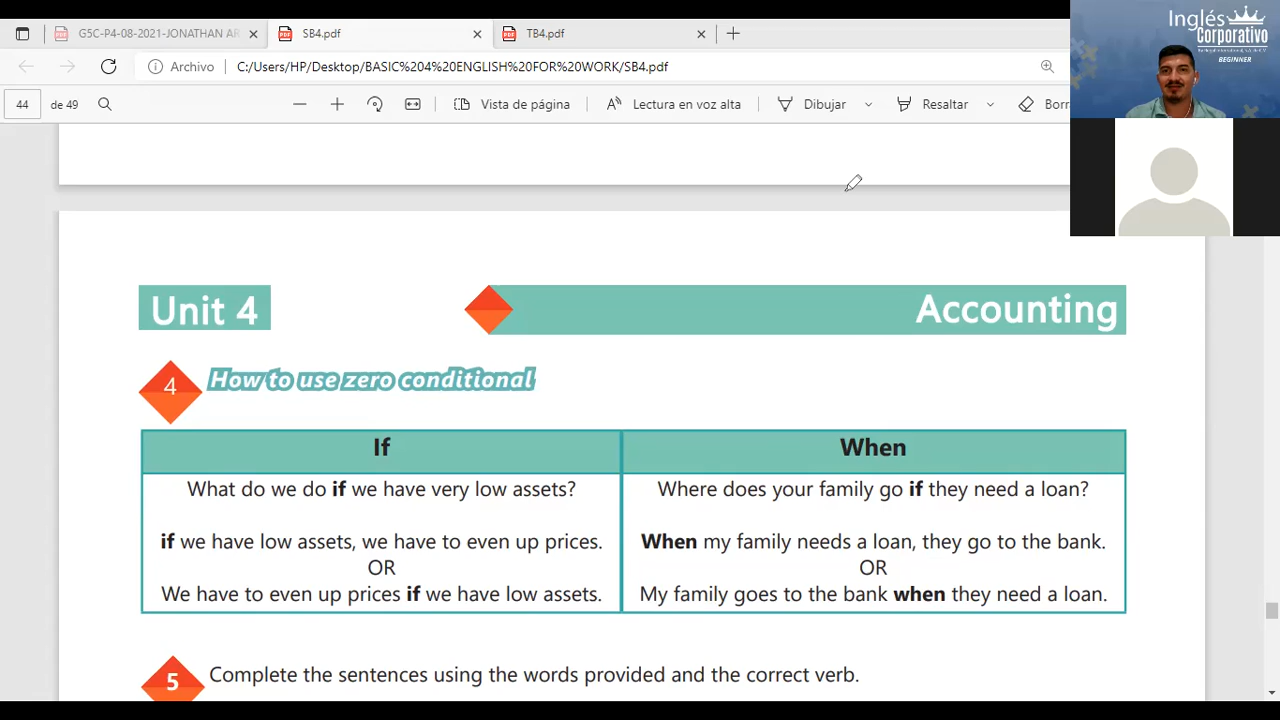 G5C-P4-08-2021-JONATHAN AR
SB4.pdf
TB4.pdf
Archivo
C:/Users/HP/Desktop/BASIC%204%20ENGLISH%20FOR%20WORK/SB4.pdf
44
de 49
Vista de página
Lectura en voz alta
Dibujar
Resaltar
Borr
Inglés
Corporativo
BEGINNER
Unit 4
Accounting
4
How to use zero conditional
If
When
What do we do if we have very low assets?
Where does your family go if they need a loan?
if we have low assets, we have to even up prices.
When my family needs a loan, they go to the bank.
OR
OR
We have to even up prices if we have low assets.
My family goes to the bank when they need a loan.
5
Complete the sentences using the words provided and the correct verb.